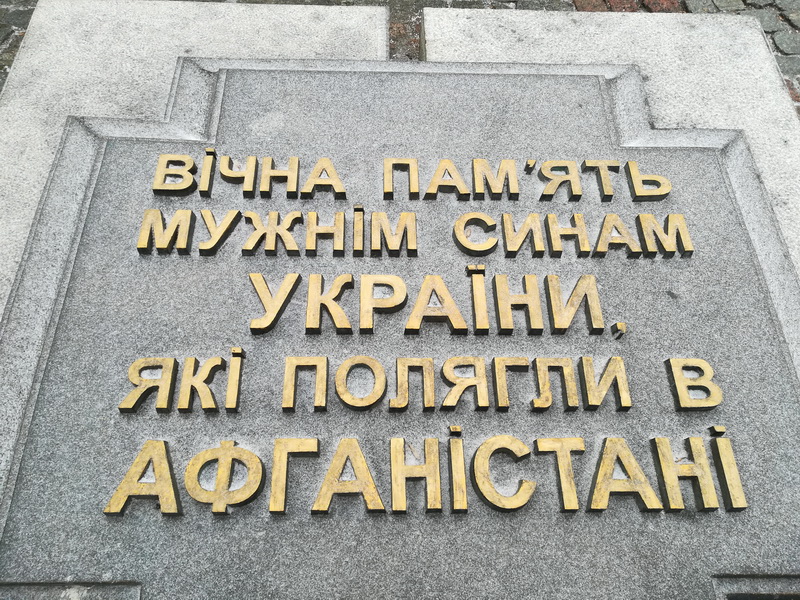 ВІЧНА ПАМ'ЯТЬ
МУЖНІМ СИНАМ
УКРАЇНИ,
ЯКІ ПОЛЯГЛИ В
АФГАНІСТАНІ